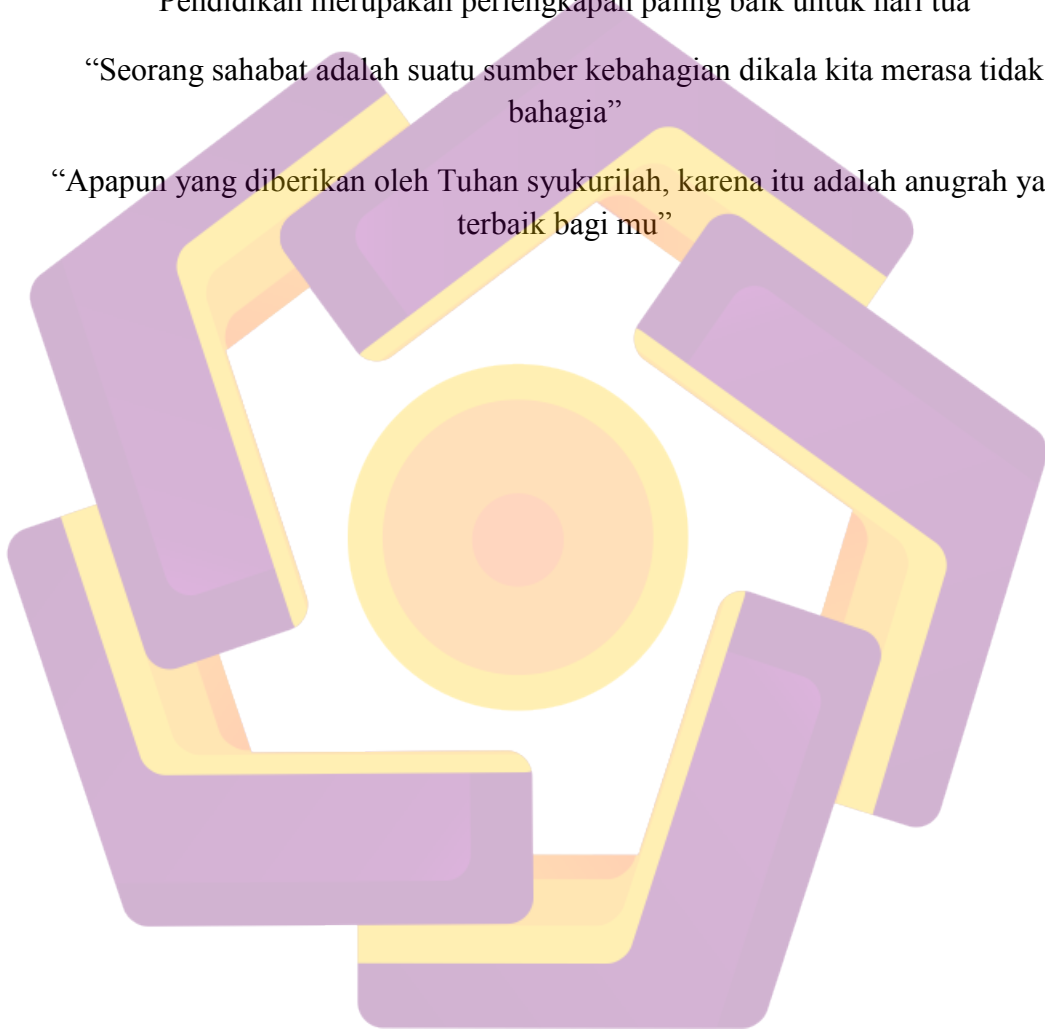 Pendidikan merupakan perlengkapan paling baik untuk hari tua
“Seorang sahabat adalah suatu sumber kebahagian dikala kita merasa tidak
bahagia”
“Apapun yang diberikan oleh Tuhan syukurilah, karena itu adalah anugrah ya
terbaik bagi mu”